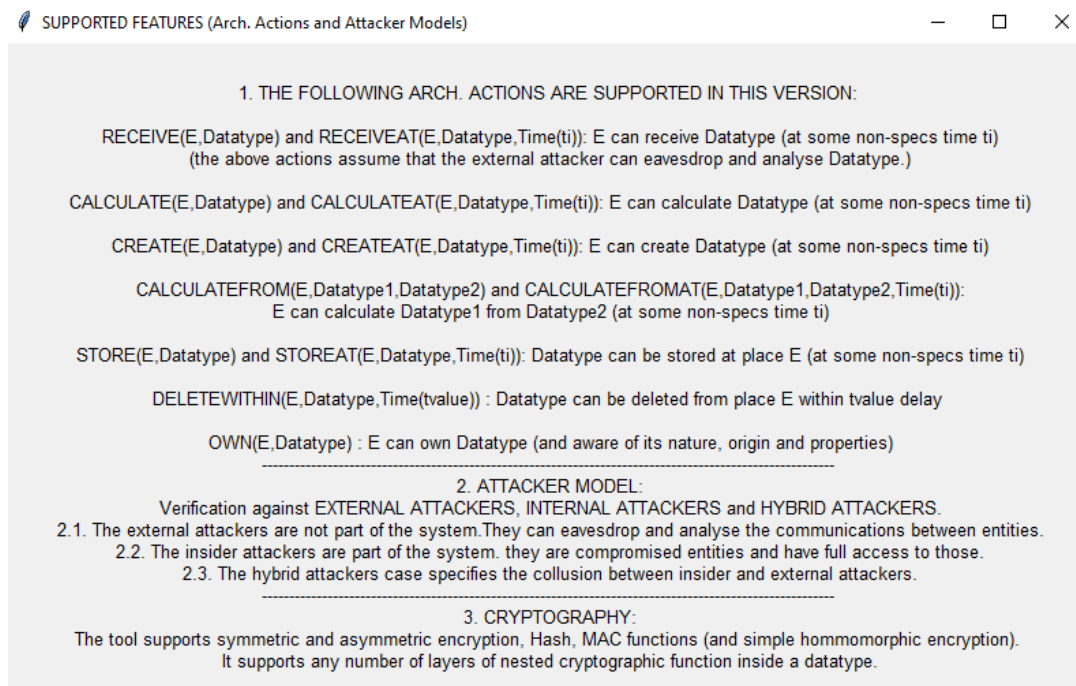 SUPPORTED FEATURES (Arch. Actions and Attacker Models)
1. THE FOLLOWING ARCH. ACTIONS ARE SUPPORTED IN THIS VERSION:
RECEIVE(E,Datatype) and RECEIVEAT(E,Datatype,Time(ti)): E can receive Datatype (at some non-specs time ti)
(the above actions assume that the external attacker can eavesdrop and analyse Datatype.)
CALCULATE(E,Datatype) and CALCULATEAT(E,Datatype,Time(ti)): E can calculate Datatype (at some non-specs time ti)
CREATE(E,Datatype) and CREATEAT(E,Datatype,Time(ti)): E can create Datatype (at some non-specs time ti)
CALCULATEFROM(E,Datatype1,Datatype2) and CALCULATEFROMAT(E,Datatype1,Datatype2,Time(ti)):
E can calculate Datatype1 from Datatype2 (at some non-specs time ti)
STORE(E,Datatype) and STOREAT(E,Datatype,Time(ti)): Datatype can be stored at place E (at some non-specs time ti)
DELETEWITHIN(E,Datatype,Time(tvalue)) : Datatype can be deleted from place E within tvalue delay
OWN(E,Datatype) : E can own Datatype (and aware of its nature, origin and properties)
2. ATTACKER MODEL:
Verification against EXTERNAL ATTACKERS, INTERNAL ATTACKERS and HYBRID ATTACKERS.
2.1. The external attackers are not part of the system.They can eavesdrop and analyse the communications between entities.
2.2. The insider attackers are part of the system. they are compromised entities and have full access to those.
2.3. The hybrid attackers case specifies the collusion between insider and external attackers.
3. CRYPTOGRAPHY:
The tool supports symmetric and asymmetric encryption, Hash, MAC functions (and simple hommomorphic encryption).
It supports any number of layers of nested cryptographic function inside a datatype.